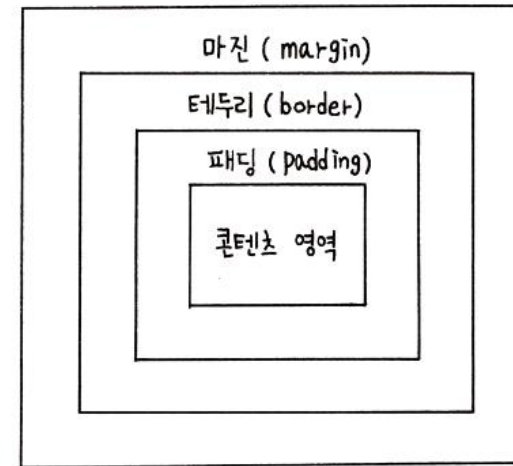 마진 ( margin)
테두리 ( border)
패딩 ( padding)
콘텐츠 영역